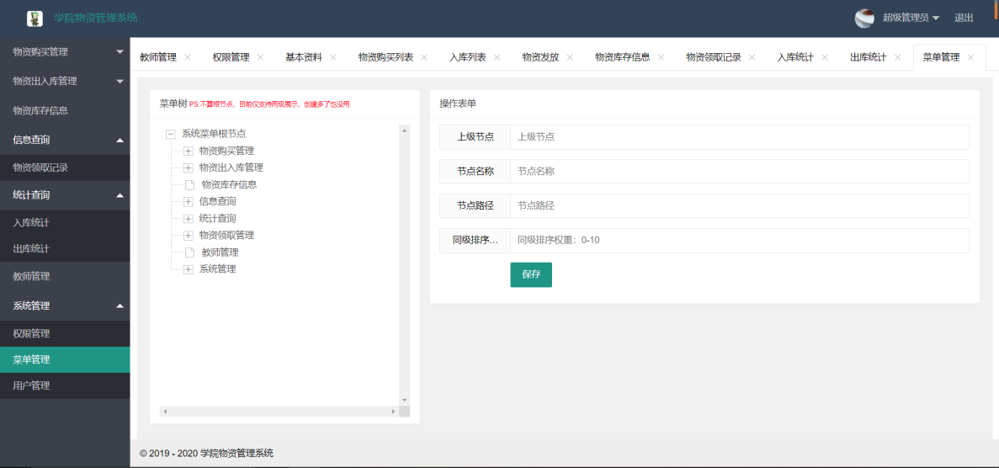 学院物资管理系统
超级管理员
退出
物资购买管理
物资出入库管理
物资库存信息
信息查询
物资领取记录
统计查询
入库统计
出库统计
教师管理
系统管理
权限管理
菜单管理
用户管理
教师管理
权限管理
基本资料
物资购买列表
入库列表
物资发放
物资库存信息
物资领取记录
入库统计
出库统计
菜单管理
菜单树 PS:不算根节点，目前仅支持两级展示，创建多了也没用
系统菜单根节点
物资购买管理
物资出入库管理
物资库存信息
信息查询
统计查询
物资领取管理
教师管理
系统管理
操作表单
上级节点 上级节点
节点名称 节点名称
节点路径 节点路径
同级排序... 同级排序权重：0-10
保存
© 2019 - 2020 学院物资管理系统